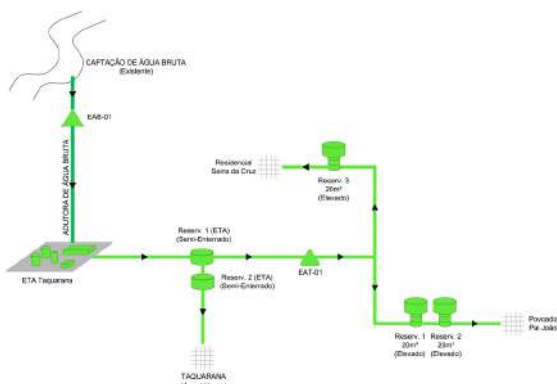 CAPTAÇÃO DE ÁGUA BRUTA
(Existente)
EAB-01
ADUTORA DE ÁGUA BRUTA
Residencial
Serra da Cruz
Reserv. 3
20m³
(Elevado)
Reserv. 1 (ETA)
(Semi-Enterrado)
EAT-01
Reserv. 2 (ETA)
(Semi-Enterrado)
ETA Taquarana
Reserv. 1
20m³
(Elevado)
Reserv. 2
20m³
(Elevado)
Povoado
Pai João
TAQUARANA